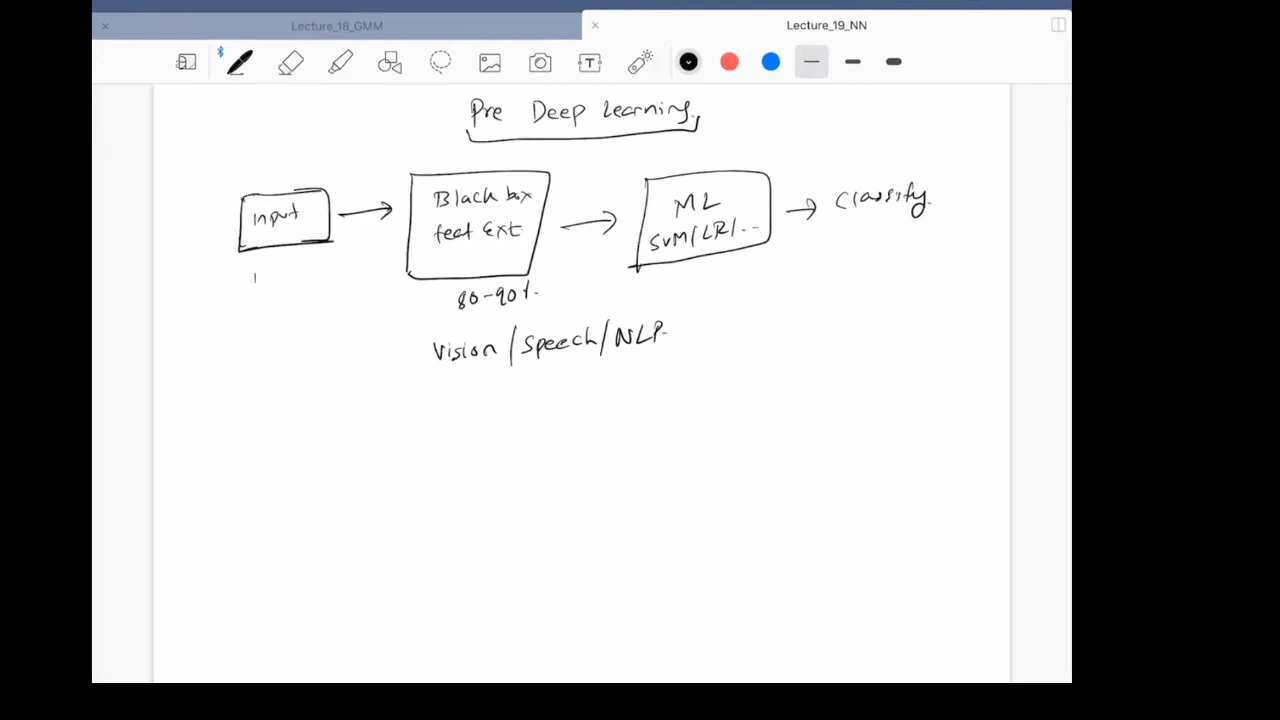 Lecture_18_GMM
Lecture_19_NN
T
Pre Deep Learning.
input
Black box
feat Ext
ML
SVM/LR/...
Classify.
80-90%.
Vision/Speech/NLP.